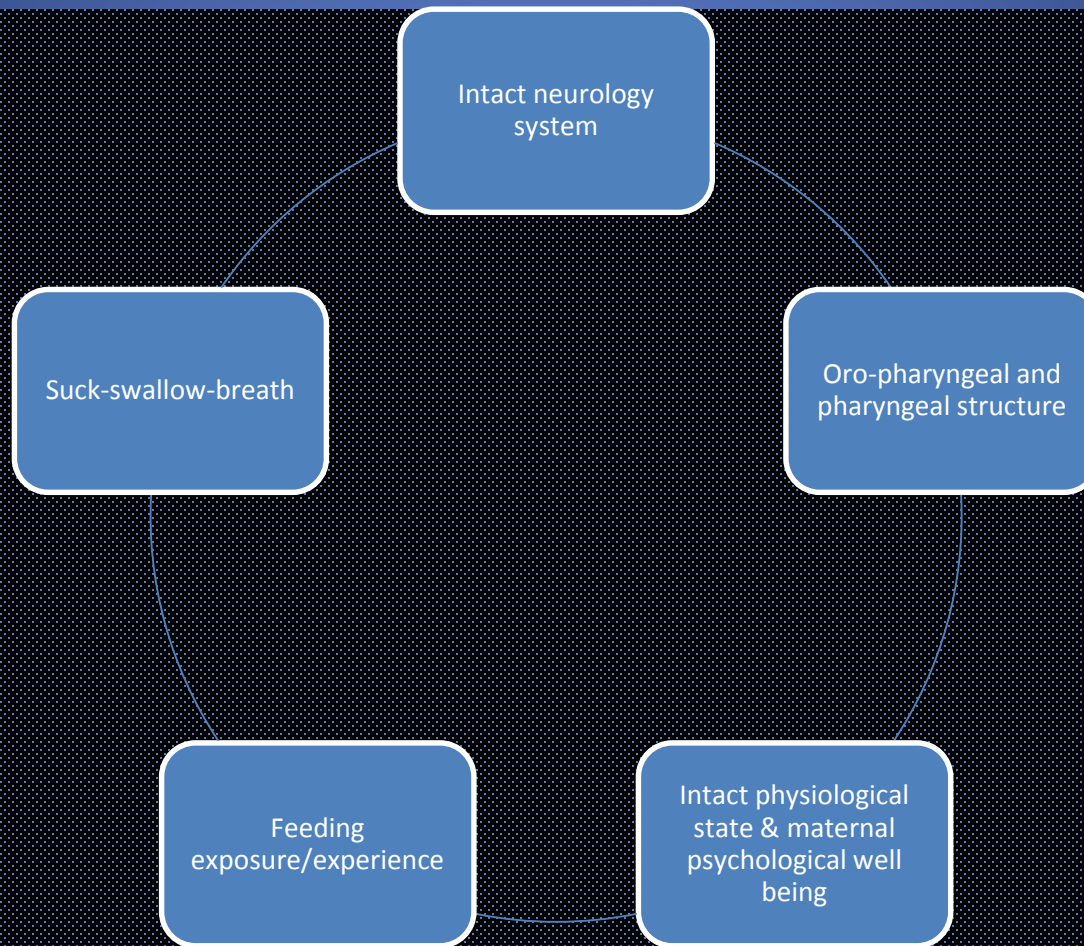 Intact neurology
system
Oro-pharyngeal and
pharyngeal structure
Intact physiological
state & maternal
psychological well
being
Feeding
exposure/experience
Suck-swallow-breath